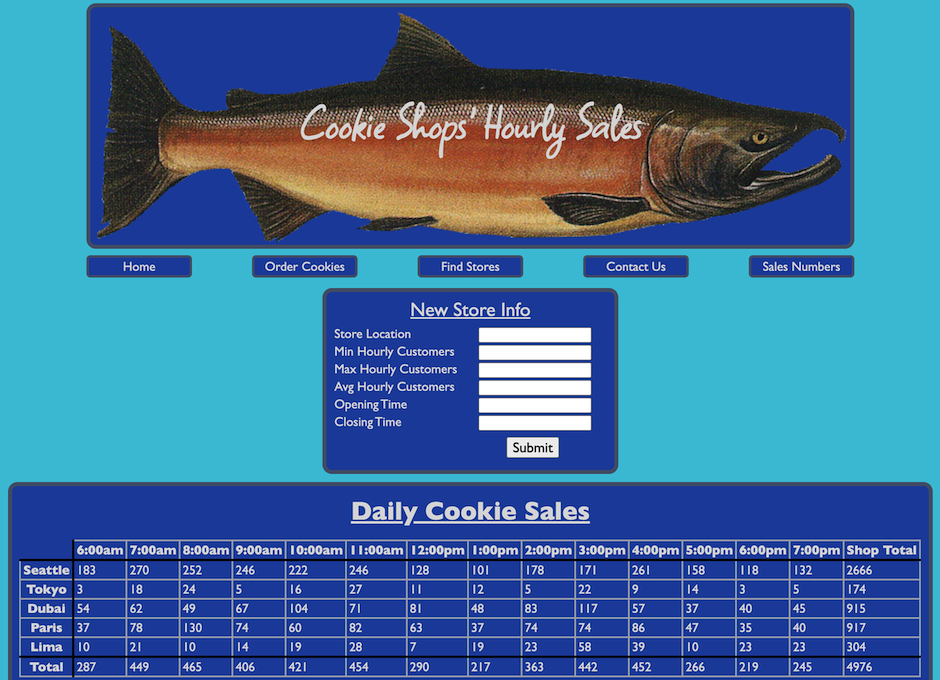 Cookie Shops' Hourly Sales
Home Order Cookies Find Stores Contact Us Sales Numbers
New Store Info
Store Location
Min Hourly Customers
Max Hourly Customers
Avg Hourly Customers
Opening Time
Closing Time
Submit
Daily Cookie Sales
6:00am 7:00am 8:00am 9:00am 10:00am 11:00am 12:00pm 1:00pm 2:00pm 3:00pm 4:00pm 5:00pm 6:00pm 7:00pm Shop Total
Seattle 183 270 252 246 222 246 128 101 178 171 261 158 118 132 2666
Tokyo 3 18 24 5 16 27 11 12 5 22 9 14 3 5 174
Dubai 54 62 49 67 104 71 81 48 83 117 57 37 40 45 915
Paris 37 78 130 74 60 82 63 37 74 74 86 47 35 40 917
Lima 10 21 10 14 19 28 7 19 23 58 39 10 23 23 304
Total 287 449 465 406 421 454 290 217 363 442 452 266 219 245 4976